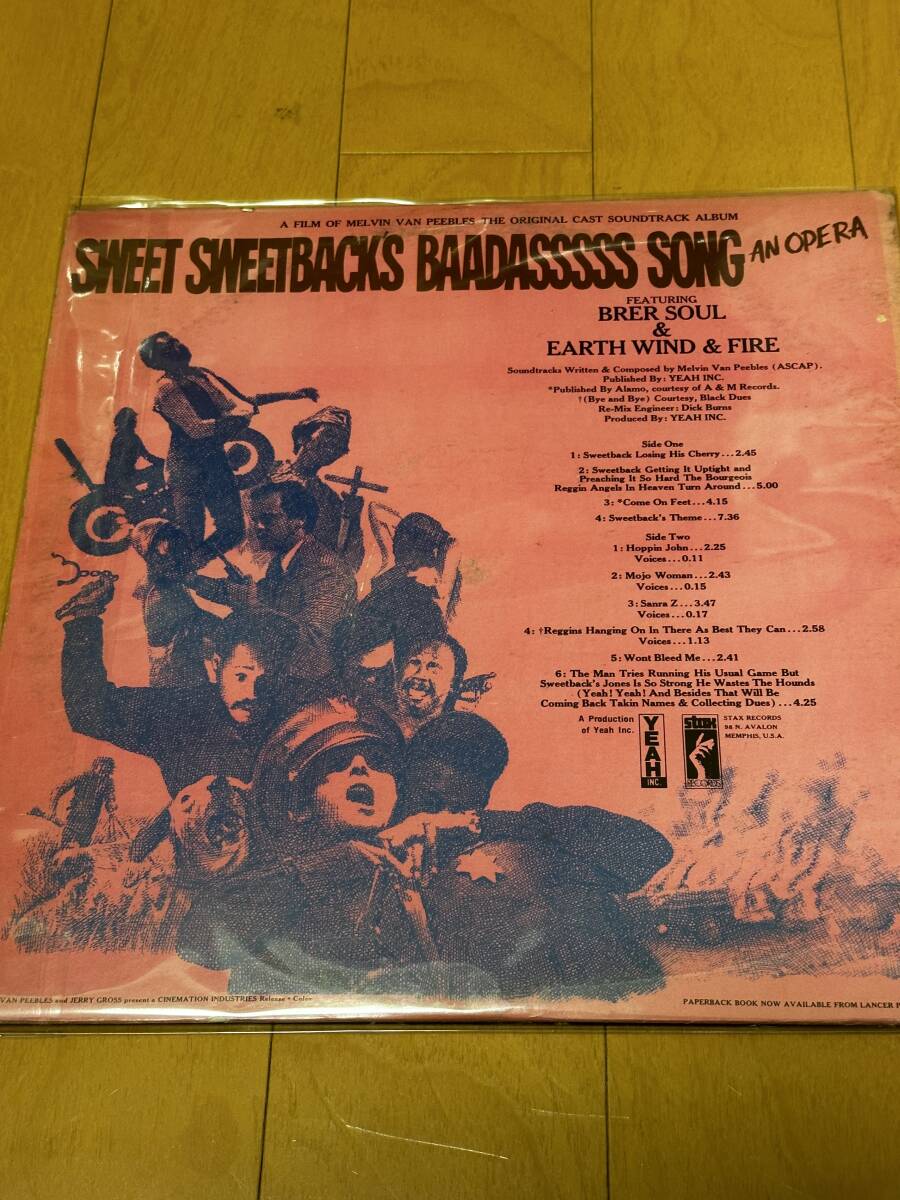 A FILM OF MELVIN VAN PEEBLES THE ORIGINAL CAST SOUNDTRACK ALBUM
SWEET SWEETBACK'S BAADASSSSS SONG AN OPERA
FEATURING
BRER SOUL
&
EARTH WIND & FIRE
Soundtracks Written & Composed by Melvin Van Peebles (ASCAP).
Published By: YEAH INC.
*Published By Alamo, courtesy of A & M Records.
†(Bye and Bye) Courtesy, Black Dues
Re-Mix Engineer: Dick Burns
Produced By: YEAH INC.
Side One
1: Sweetback Losing His Cherry...2.45
2: Sweetback Getting It Uptight and
Preaching It So Hard The Bourgeois
Reggin Angels In Heaven Turn Around...5.00
3: *Come On Feet...4.15
4: Sweetback's Theme...7.36
Side Two
1: Hoppin John...2.25
Voices...0.11
2: Mojo Woman...2.43
Voices...0.15
3: Sanra Z...3.47
Voices...0.17
4: †Reggins Hanging On In There As Best They Can...2.58
Voices...1.13
5: Wont Bleed Me...2.41
6: The Man Tries Running His Usual Game But
Sweetback's Jones Is So Strong He Wastes The Hounds
(Yeah! Yeah! And Besides That Will Be
Coming Back Takin Names & Collecting Dues)...4.25
A Production
of Yeah Inc.
YEAH
INC.
stax
RECORDS
STAX RECORDS
98 N. AVALON
MEMPHIS, U.S.A.
VAN PEEBLES and JERRY GROSS present a CINEMATION INDUSTRIES Release • Color
PAPERBACK BOOK NOW AVAILABLE FROM LANCER